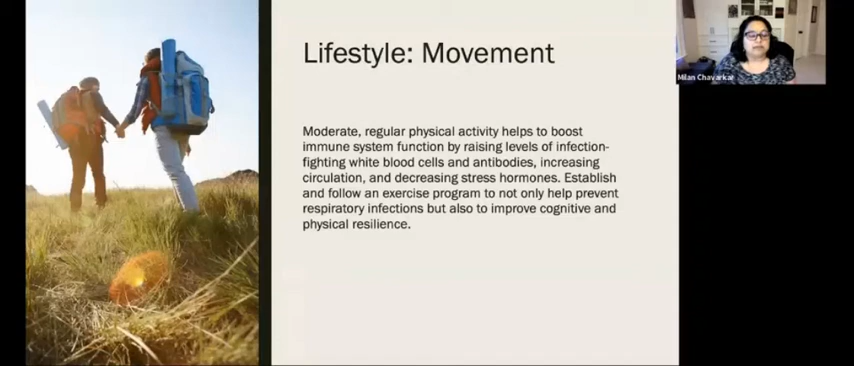 Lifestyle: Movement
Moderate, regular physical activity helps to boost
immune system function by raising levels of infection-
fighting white blood cells and antibodies, increasing
circulation, and decreasing stress hormones. Establish
and follow an exercise program to not only help prevent
respiratory infections but also to improve cognitive and
physical resilience.
Milan Chavarkar